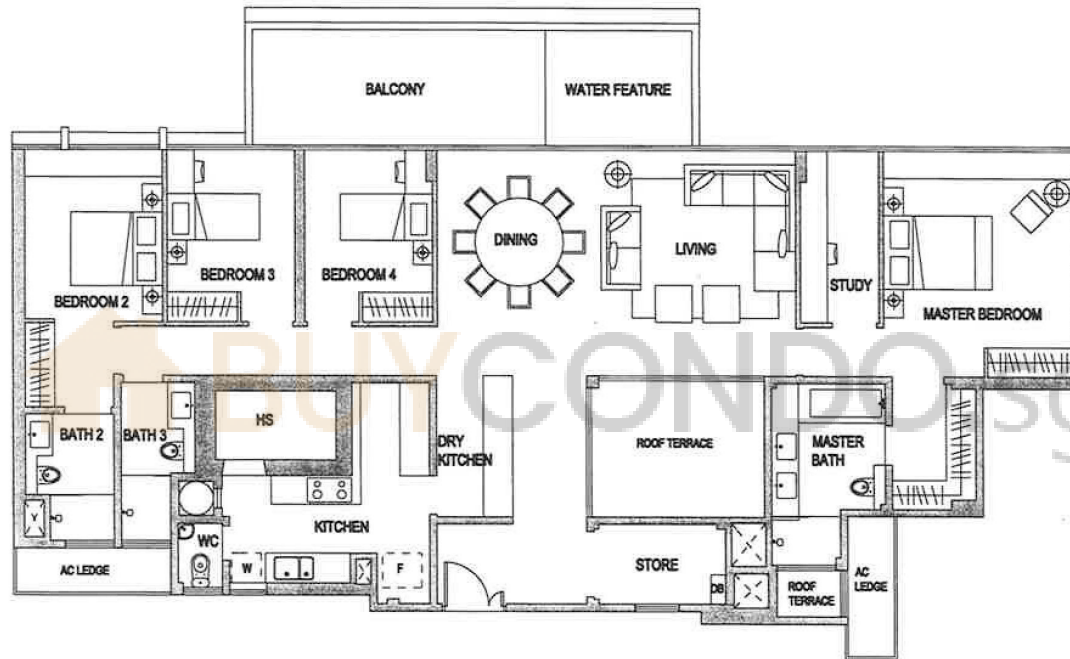 BALCONY
WATER FEATURE
DINING
LIVING
BEDROOM 3
BEDROOM 4
STUDY
BEDROOM 2
MASTER BEDROOM
BUYCONDO
BATH 2
BATH 3
HS
DRY
KITCHEN
ROOF TERRACE
MASTER
BATH
Y
KITCHEN
WC
W
F
STORE
AC LEDGE
DB
ROOF
TERRACE
AC
LEDGE